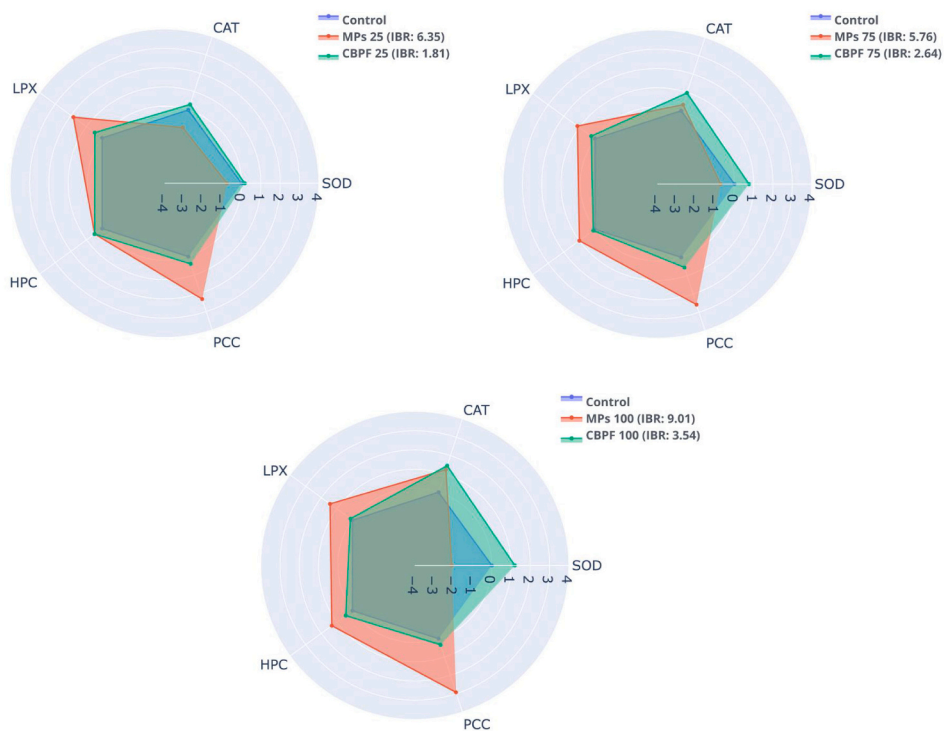 CAT
LPX
SOD
HPC
PCC
−4
−3
−2
−1
0
1
2
3
4
Control
MPs 25 (IBR: 6.35)
CBPF 25 (IBR: 1.81)
CAT
LPX
SOD
HPC
PCC
−4
−3
−2
−1
0
1
2
3
4
Control
MPs 75 (IBR: 5.76)
CBPF 75 (IBR: 2.64)
CAT
LPX
SOD
HPC
PCC
−4
−3
−2
−1
0
1
2
3
4
Control
MPs 100 (IBR: 9.01)
CBPF 100 (IBR: 3.54)